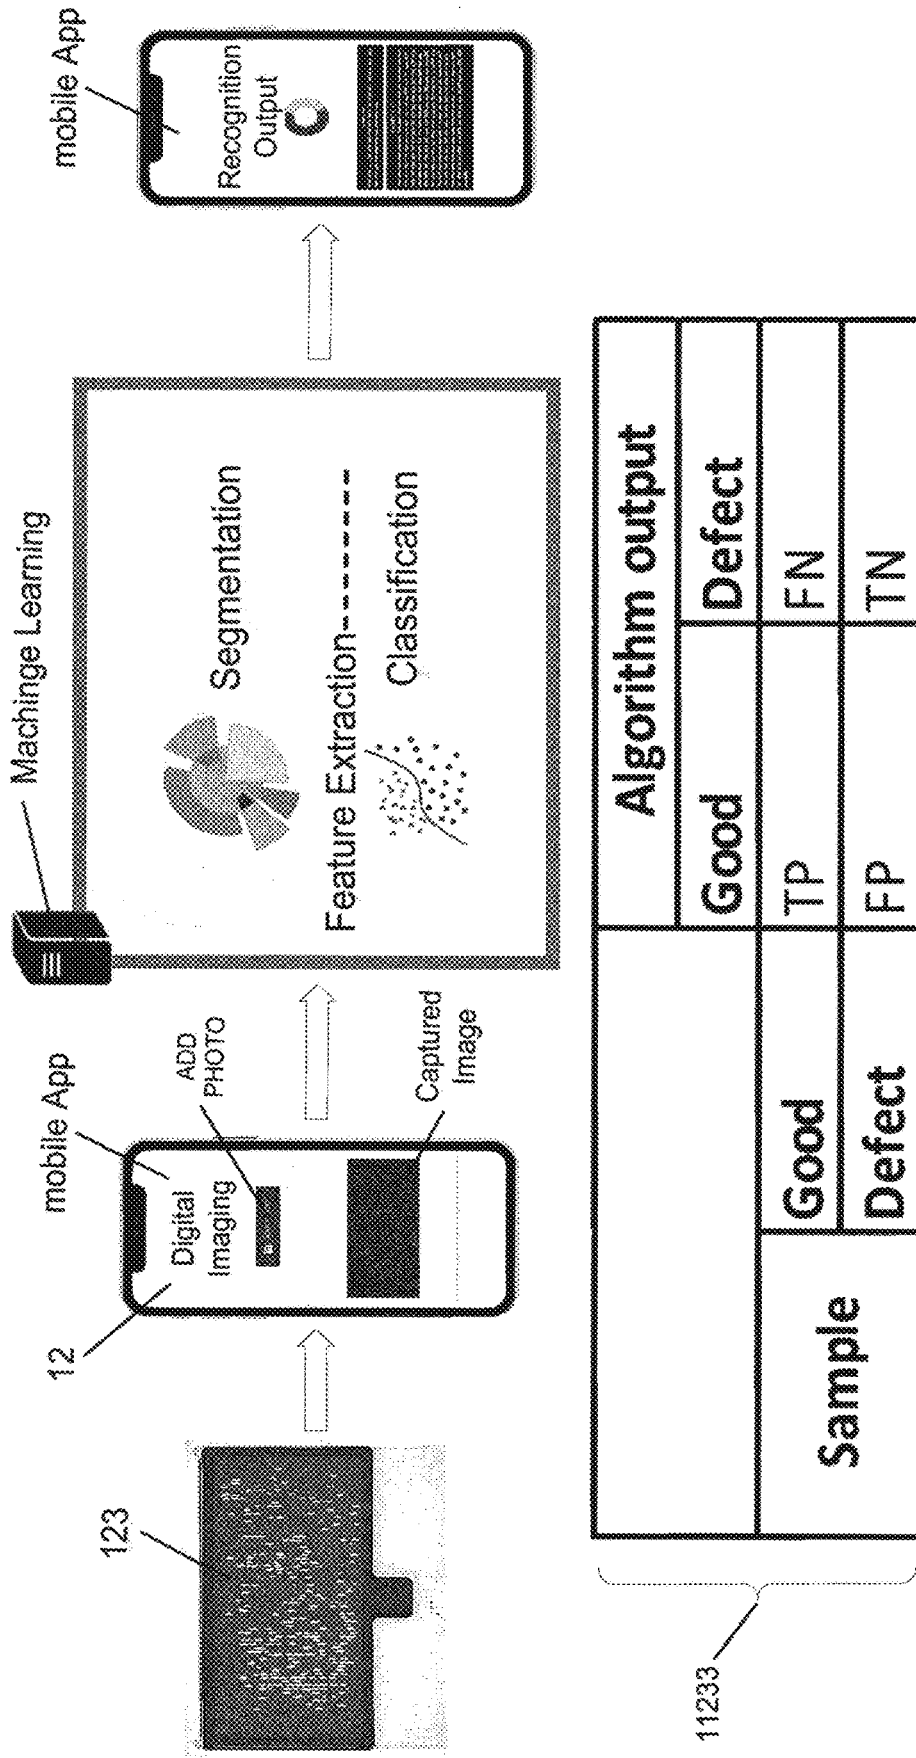 123
12
mobile App
Digital
Imaging
ADD
PHOTO
Captured
Image
Machinge Learning
Segmentation
Feature Extraction--------
Classification
mobile App
Recognition
Output
11233
Algorithm output
Good
Defect
Sample
Good
TP
FN
Defect
FP
TN